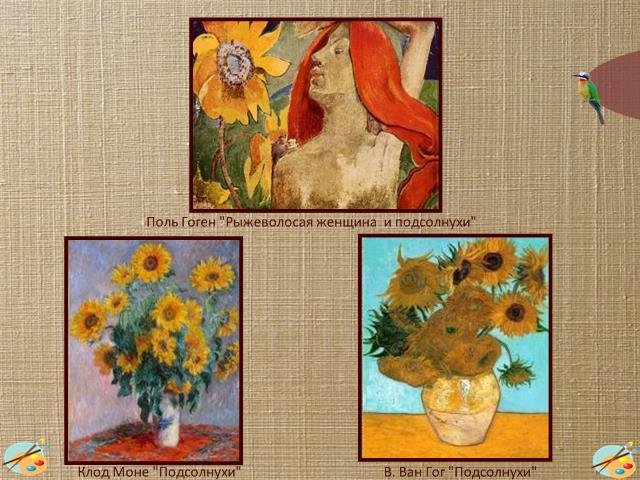 Поль Гоген "Рыжеволосая женщина  и подсолнухи"
Клод Моне "Подсолнухи"
В. Ван Гог "Подсолнухи"